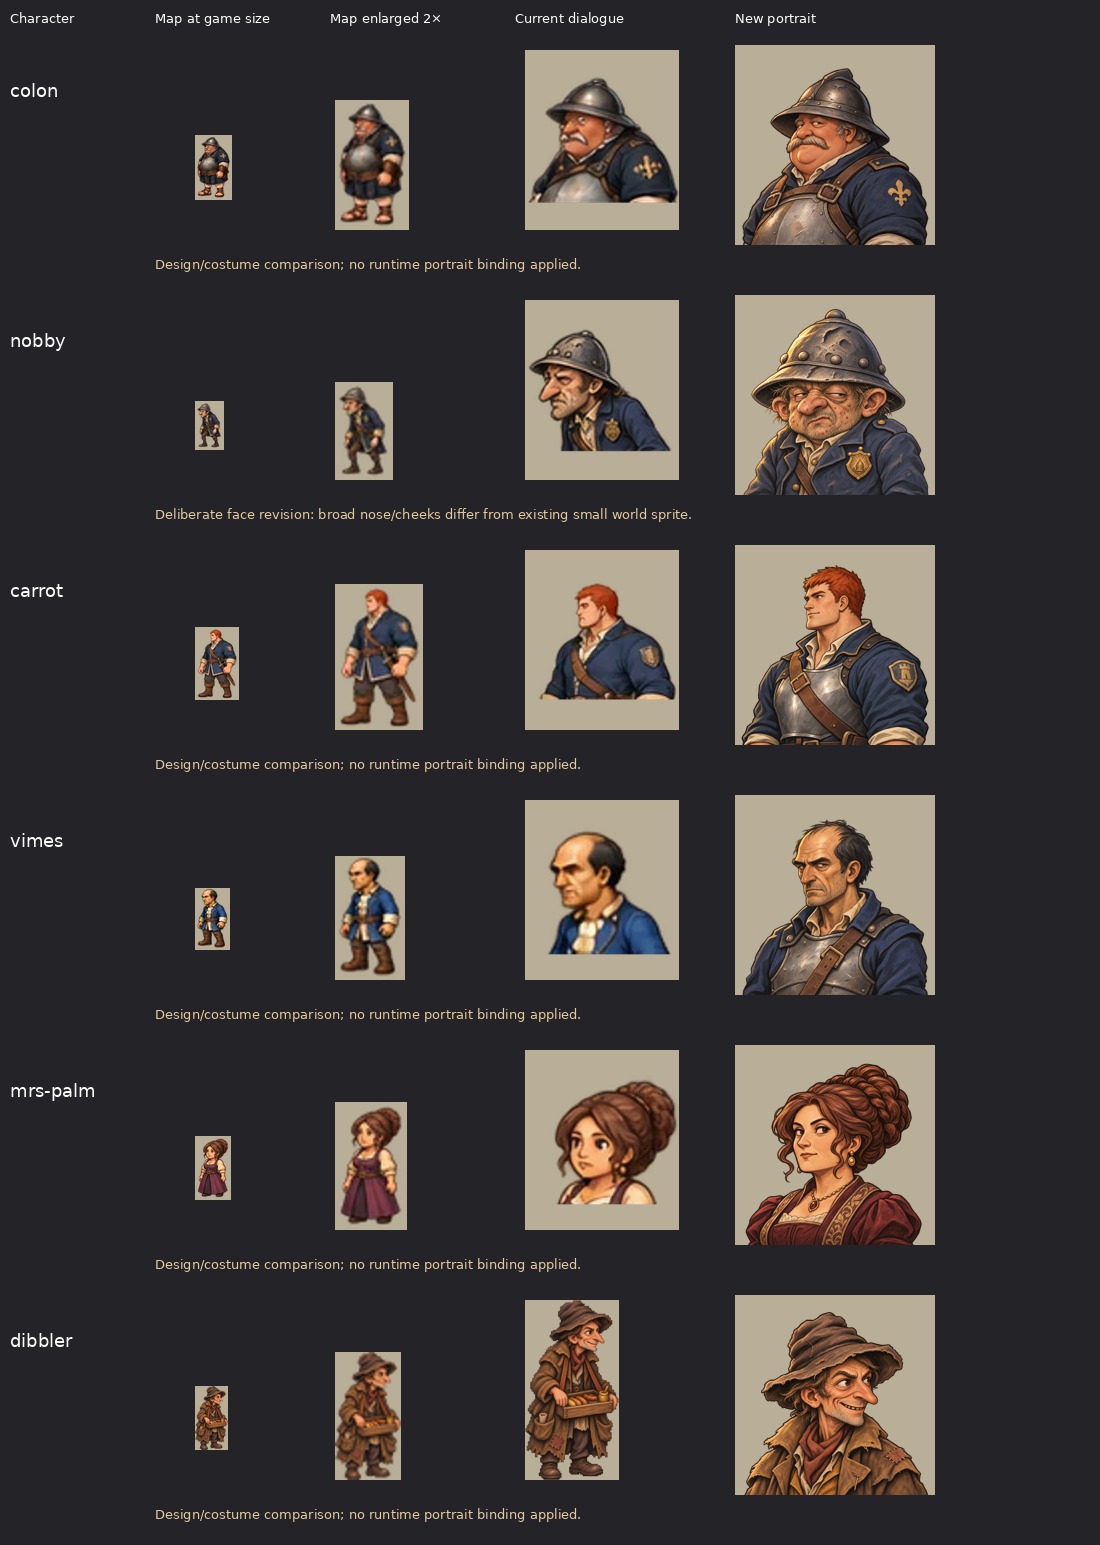 Character Map at game size Map enlarged 2× Current dialogue New portrait
colon
Design/costume comparison; no runtime portrait binding applied.
nobby
Deliberate face revision: broad nose/cheeks differ from existing small world sprite.
carrot
Design/costume comparison; no runtime portrait binding applied.
vimes
Design/costume comparison; no runtime portrait binding applied.
mrs-palm
Design/costume comparison; no runtime portrait binding applied.
dibbler
Design/costume comparison; no runtime portrait binding applied.